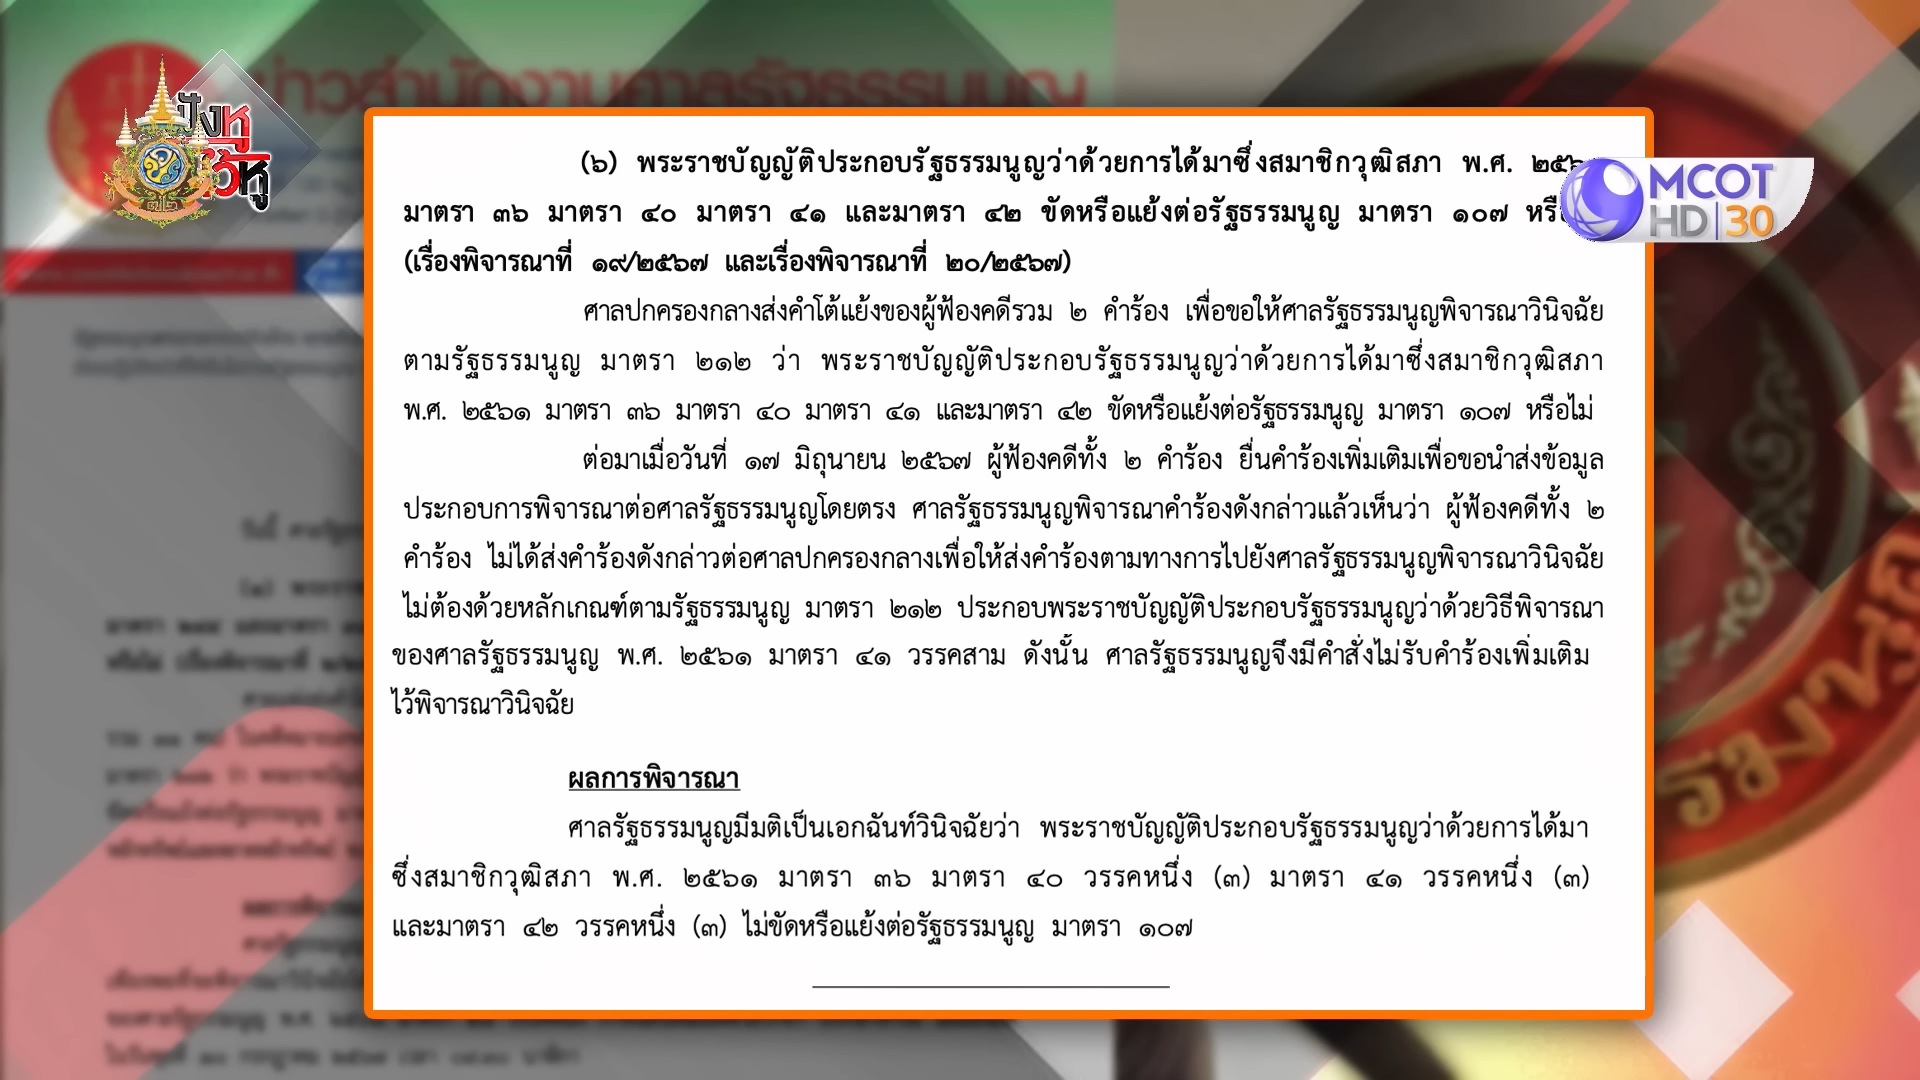 ข่าวสำนักงานศาลรัฐธรรมนูญ
ปังหู
ไว้หู
MCOT
HD 30
(๖) พระราชบัญญัติประกอบรัฐธรรมนูญว่าด้วยการได้มาซึ่งสมาชิกวุฒิสภา พ.ศ.
มาตรา ๓๖ มาตรา ๔๐ มาตรา ๔๑ และมาตรา ๔๒ ขัดหรือแย้งต่อรัฐธรรมนูญ มาตรา ๑๐๗
(เรื่องพิจารณาที่ ๑๙/๒๕๖๗ และเรื่องพิจารณาที่ ๒๐/๒๕๖๗)
ศาลปกครองกลางส่งคำโต้แย้งของผู้ฟ้องคดีรวม ๒ คำร้อง เพื่อขอให้ศาลรัฐธรรมนูญพิจารณาวินิจฉัย
ตามรัฐธรรมนูญ มาตรา ๒๑๒ ว่า พระราชบัญญัติประกอบรัฐธรรมนูญว่าด้วยการได้มาซึ่งสมาชิกวุฒิสภา
พ.ศ. ๒๕๖๑ มาตรา ๓๖ มาตรา ๔๐ มาตรา ๔๑ และมาตรา ๔๒ ขัดหรือแย้งต่อรัฐธรรมนูญ มาตรา ๑๐๗ หรือไม่
ต่อมาเมื่อวันที่ ๑๗ มิถุนายน ๒๕๖๗ ผู้ฟ้องคดีทั้ง ๒ คำร้อง ยื่นคำร้องเพิ่มเติมเพื่อขอนำส่งข้อมูล
ประกอบการพิจารณาต่อศาลรัฐธรรมนูญโดยตรง ศาลรัฐธรรมนูญพิจารณาคำร้องดังกล่าวแล้วเห็นว่า ผู้ฟ้องคดีทั้ง ๒
คำร้อง ไม่ได้ส่งคำร้องดังกล่าวต่อศาลปกครองกลางเพื่อให้ส่งคำร้องตามทางการไปยังศาลรัฐธรรมนูญพิจารณาวินิจฉัย
ไม่ต้องด้วยหลักเกณฑ์ตามรัฐธรรมนูญ มาตรา ๒๑๒ ประกอบพระราชบัญญัติประกอบรัฐธรรมนูญว่าด้วยวิธีพิจารณา
ของศาลรัฐธรรมนูญ พ.ศ. ๒๕๖๑ มาตรา ๔๑ วรรคสาม ดังนั้น ศาลรัฐธรรมนูญจึงมีคำสั่งไม่รับคำร้องเพิ่มเติม
ไว้พิจารณาวินิจฉัย
ผลการพิจารณา
ศาลรัฐธรรมนูญมีมติเป็นเอกฉันท์วินิจฉัยว่า พระราชบัญญัติประกอบรัฐธรรมนูญว่าด้วยการได้มา
ซึ่งสมาชิกวุฒิสภา พ.ศ. ๒๕๖๑ มาตรา ๓๖ มาตรา ๔๐ วรรคหนึ่ง (๓) มาตรา ๔๑ วรรคหนึ่ง (๓)
และมาตรา ๔๒ วรรคหนึ่ง (๓) ไม่ขัดหรือแย้งต่อรัฐธรรมนูญ มาตรา ๑๐๗